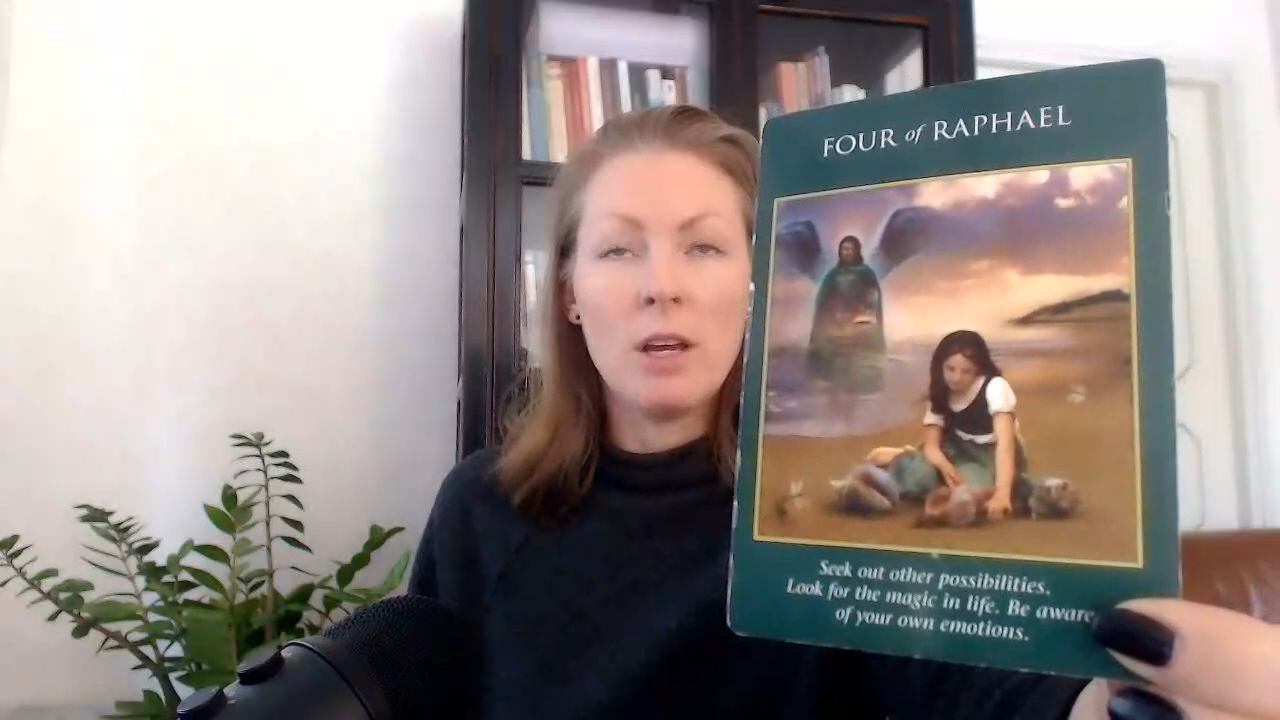 FOUR of RAPHAEL
Seek out other possibilities.
Look for the magic in life. Be aware
of your own emotions.